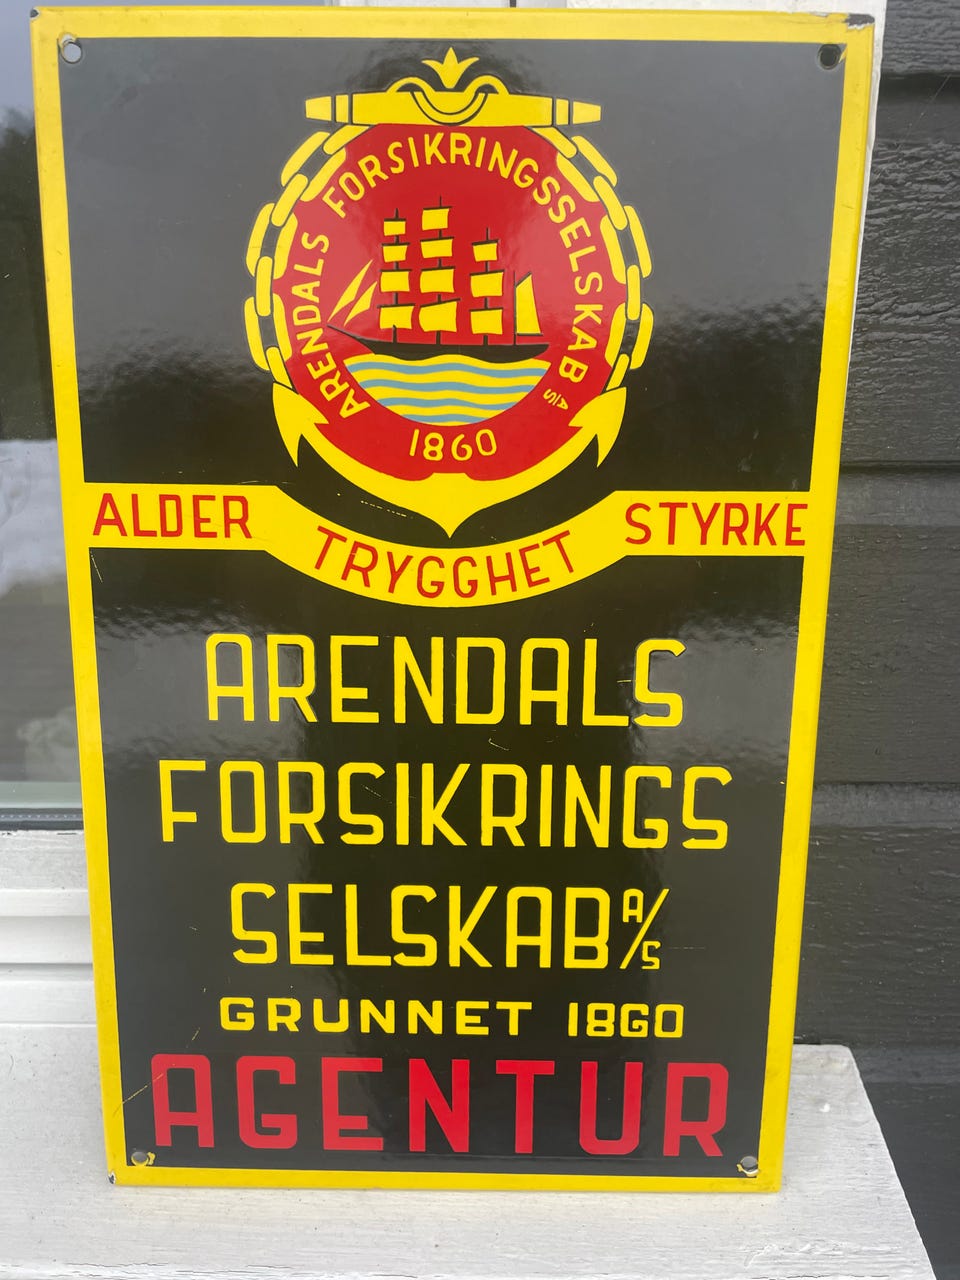 ARENDALS FORSIKRINGSSELSKAB A/S
1860
ALDER TRYGGHET STYRKE
ARENDALS
FORSIKRINGS
SELSKAB A/S
GRUNNET 1860
AGENTUR